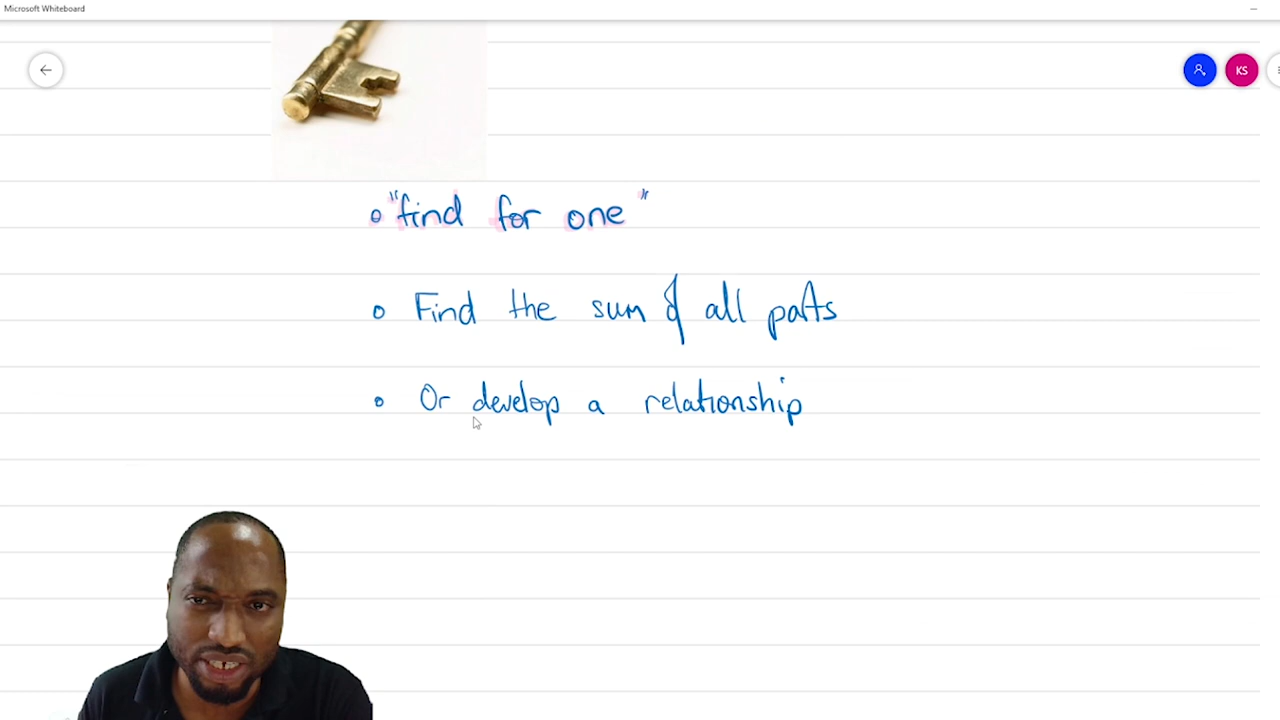 Microsoft Whiteboard
KS
"find for one"
Find the sum of all parts
Or develop a relationship